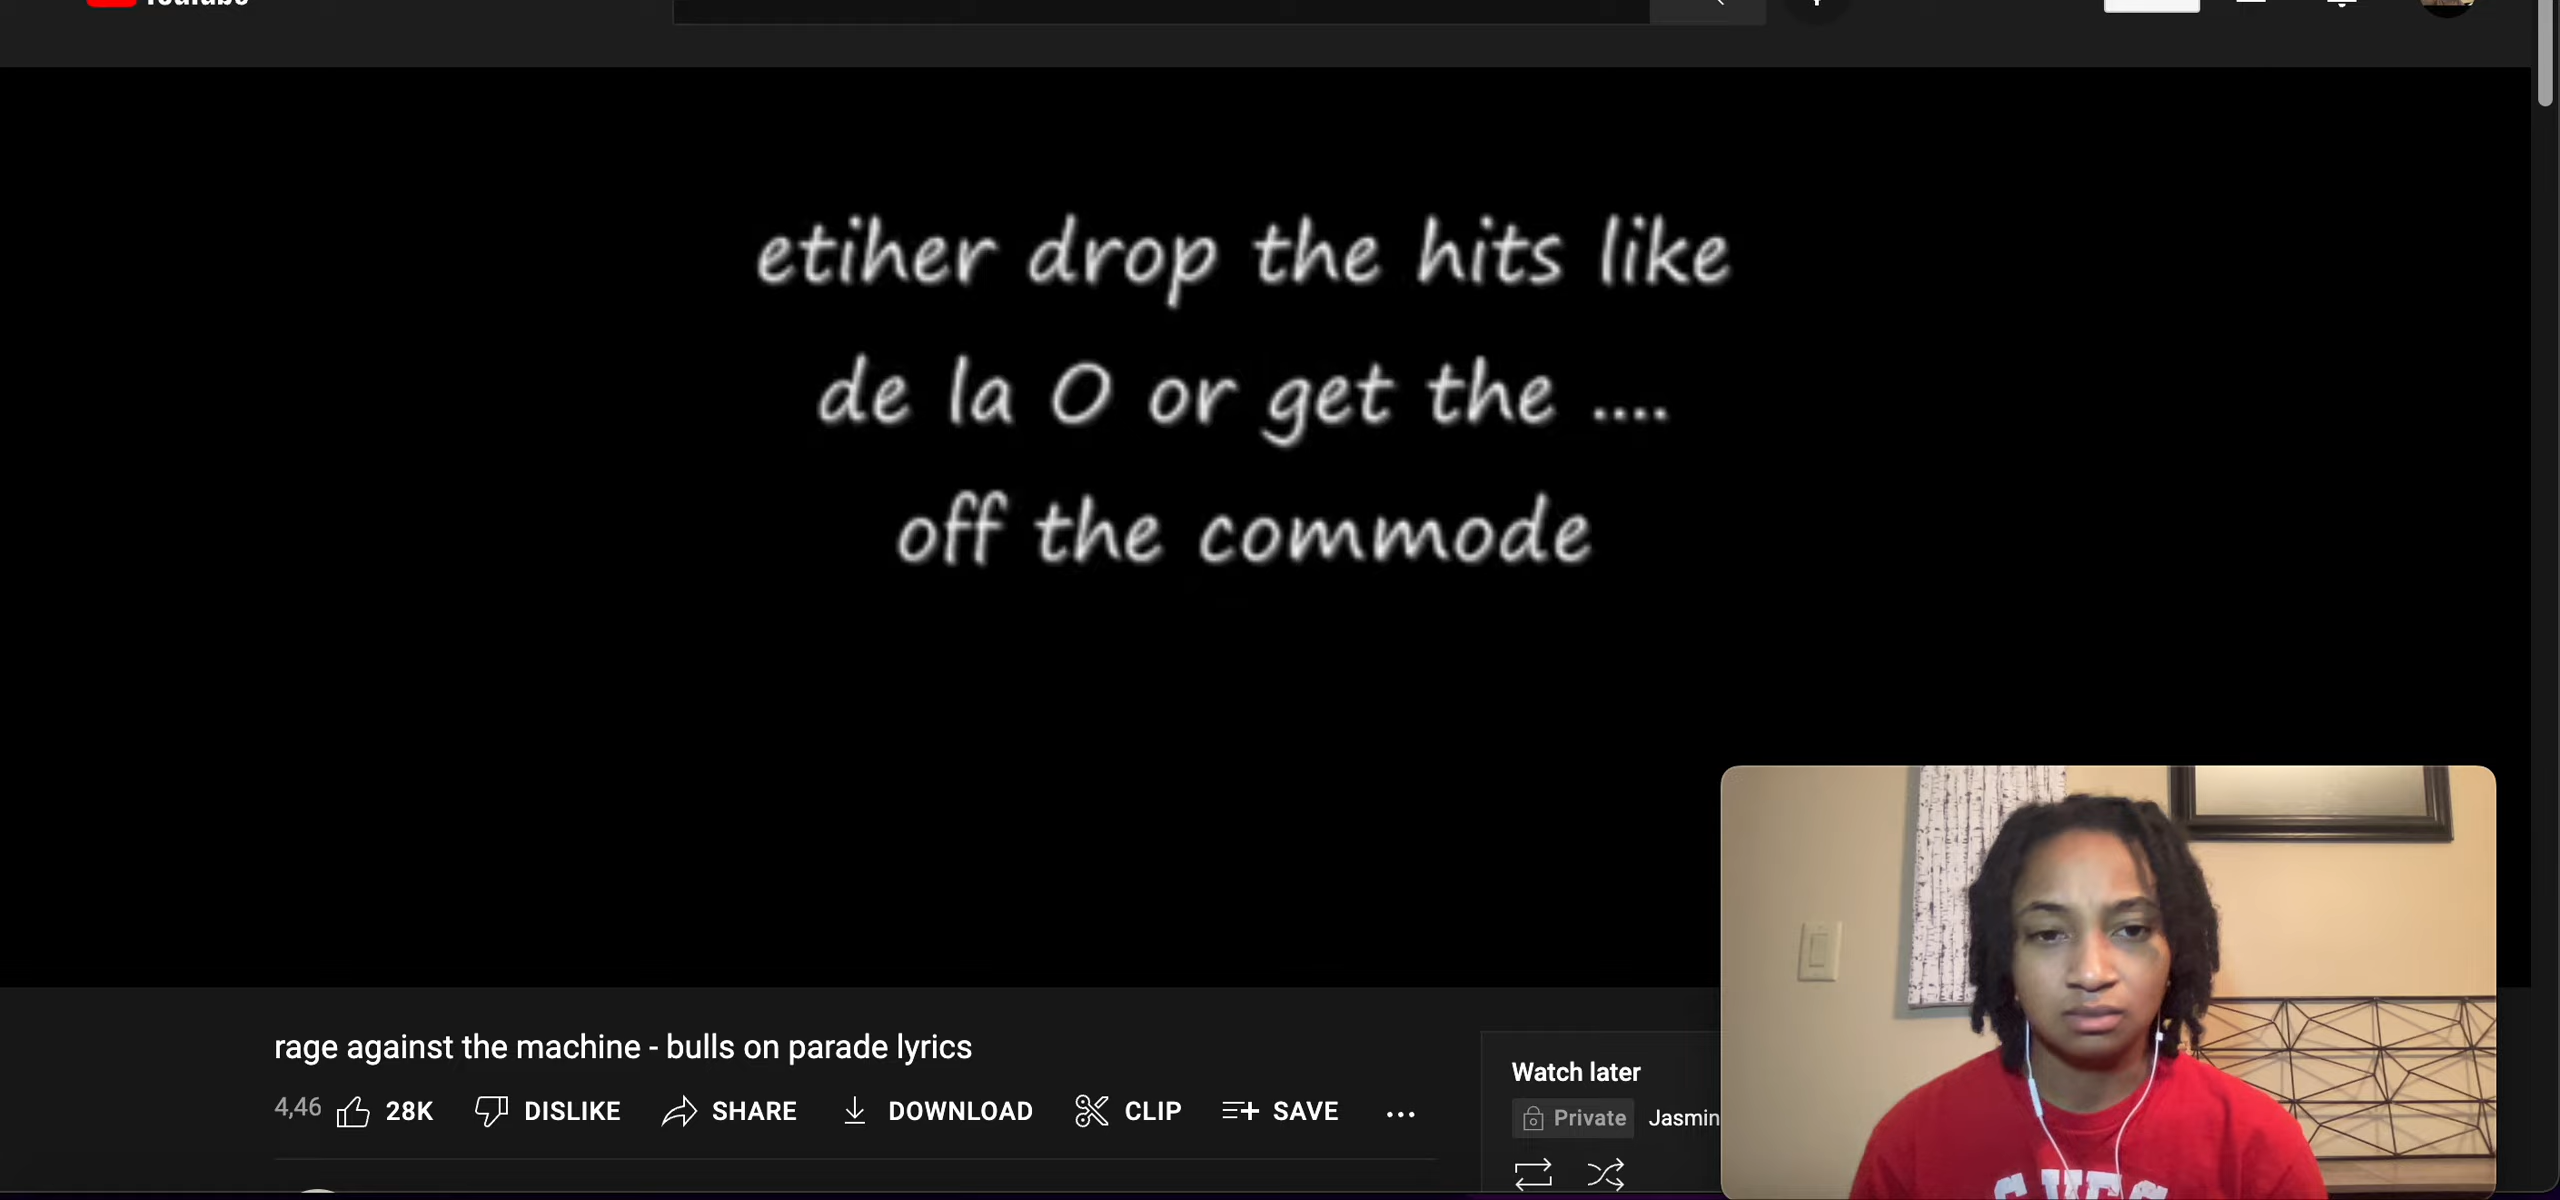 YouTube
etiher drop the hits like
de la O or get the ....
off the commode
rage against the machine - bulls on parade lyrics
4,46 28K DISLIKE SHARE DOWNLOAD CLIP SAVE ...
Watch later
Private Jasmin